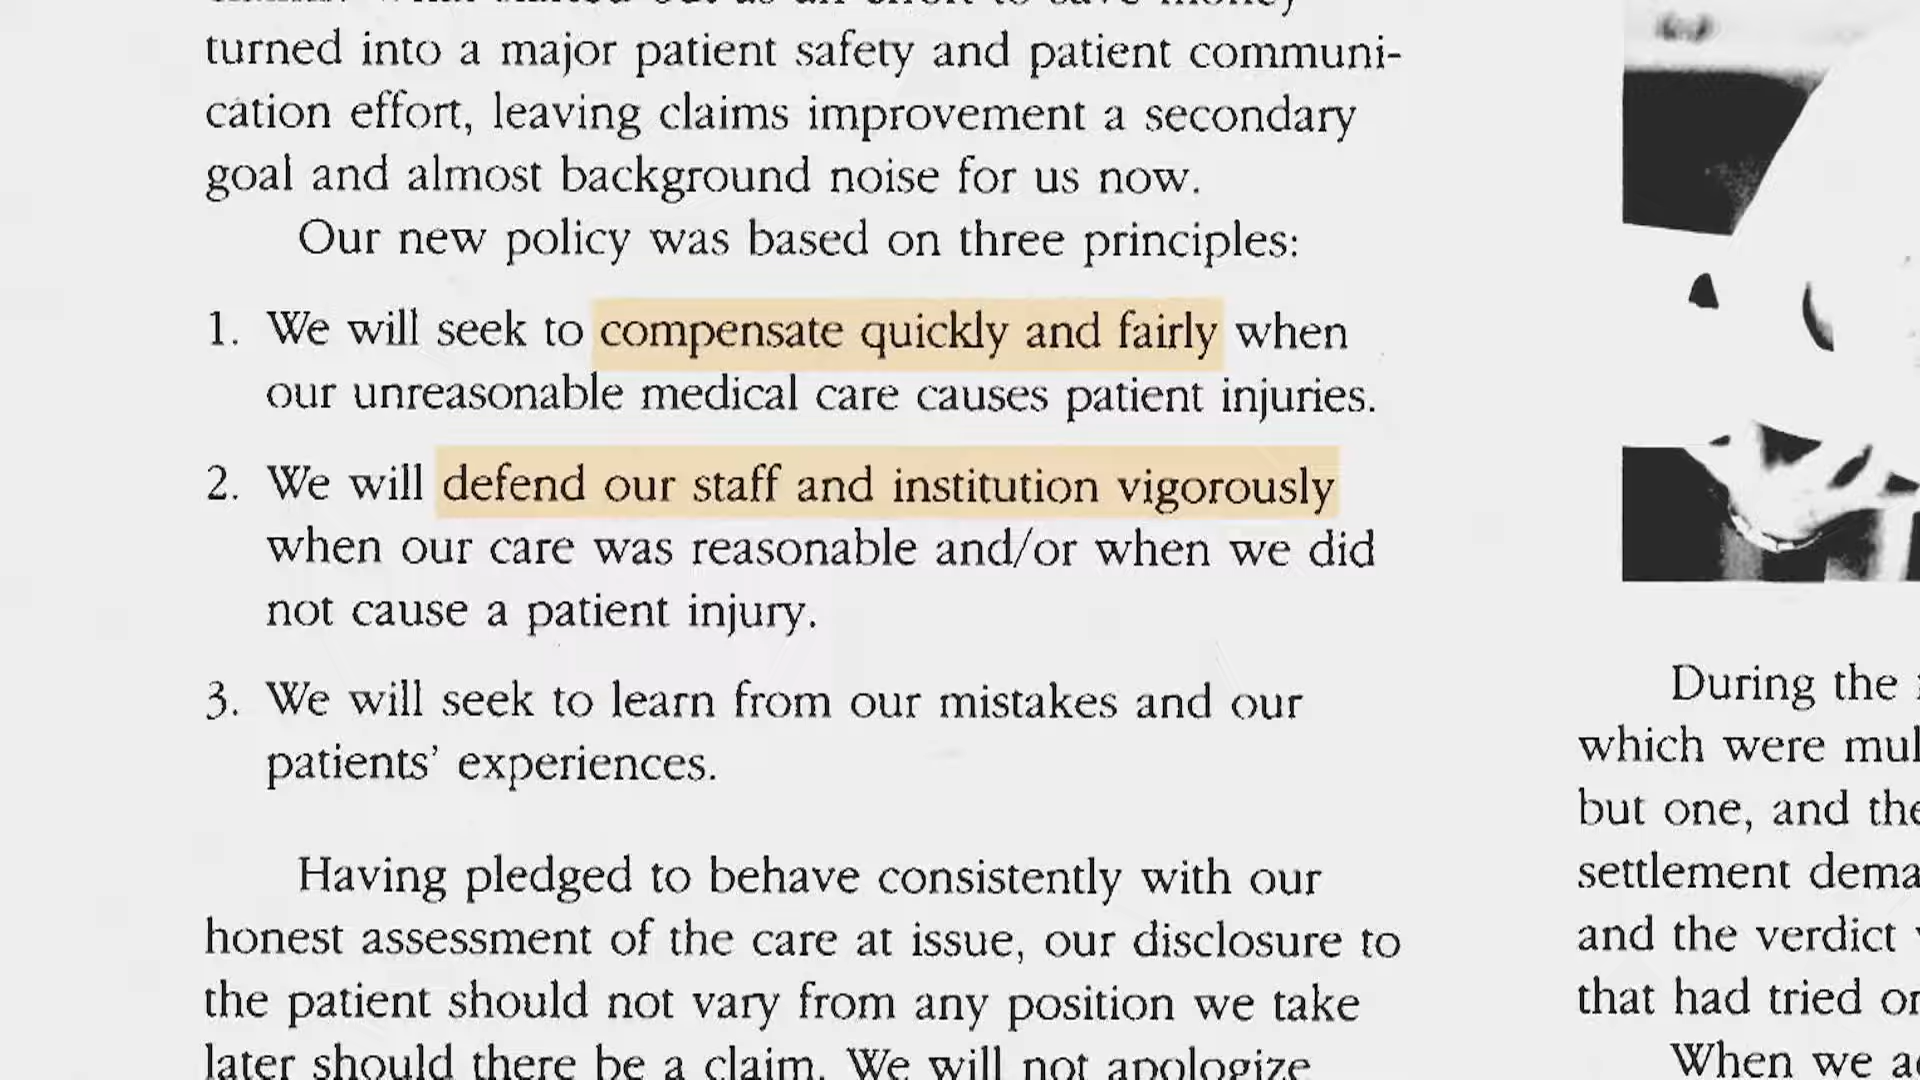 turned into a major patient safety and patient communi-
cation effort, leaving claims improvement a secondary
goal and almost background noise for us now.
Our new policy was based on three principles:
1. We will seek to compensate quickly and fairly when
our unreasonable medical care causes patient injuries.
2. We will defend our staff and institution vigorously
when our care was reasonable and/or when we did
not cause a patient injury.
3. We will seek to learn from our mistakes and our
patients’ experiences.
Having pledged to behave consistently with our
honest assessment of the care at issue, our disclosure to
the patient should not vary from any position we take
later should there be a claim. We will not apologize
During the
which were
but one, and
settlement
and the verdict
that had tried
When we